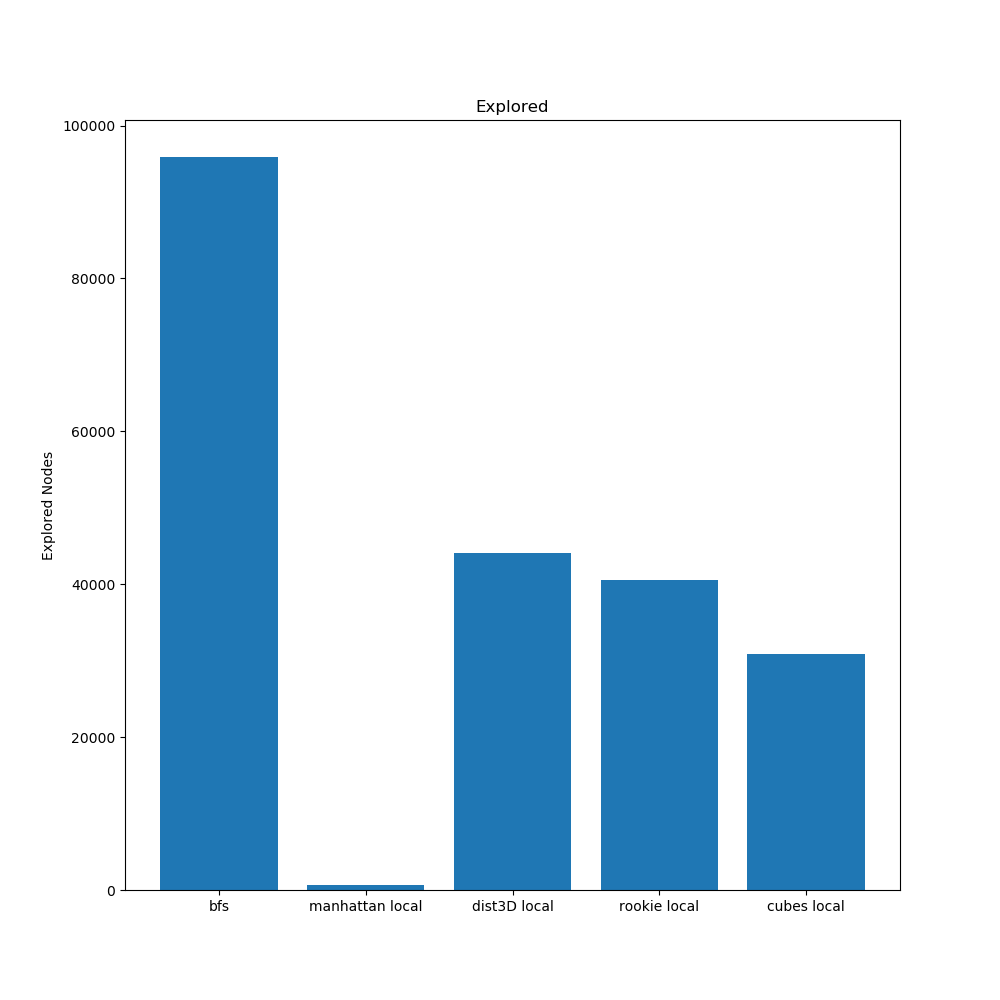 Explored
100000
80000
60000
40000
20000
0
Explored Nodes
bfs
manhattan local
dist3D local
rookie local
cubes local